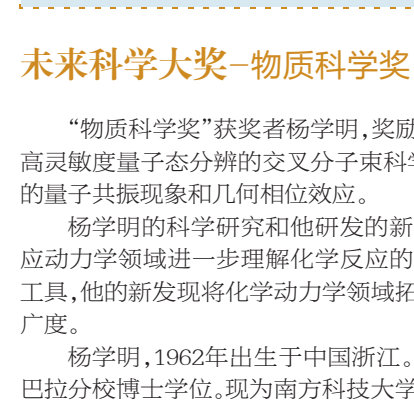 未来科学大奖–物质科学奖
“物质科学奖”获奖者杨学明,奖励
高灵敏度量子态分辨的交叉分子束科学
的量子共振现象和几何相位效应。
杨学明的科学研究和他研发的新
应动力学领域进一步理解化学反应的
工具,他的新发现将化学动力学领域拓
广度。
杨学明,1962年出生于中国浙江。
巴拉分校博士学位。现为南方科技大学